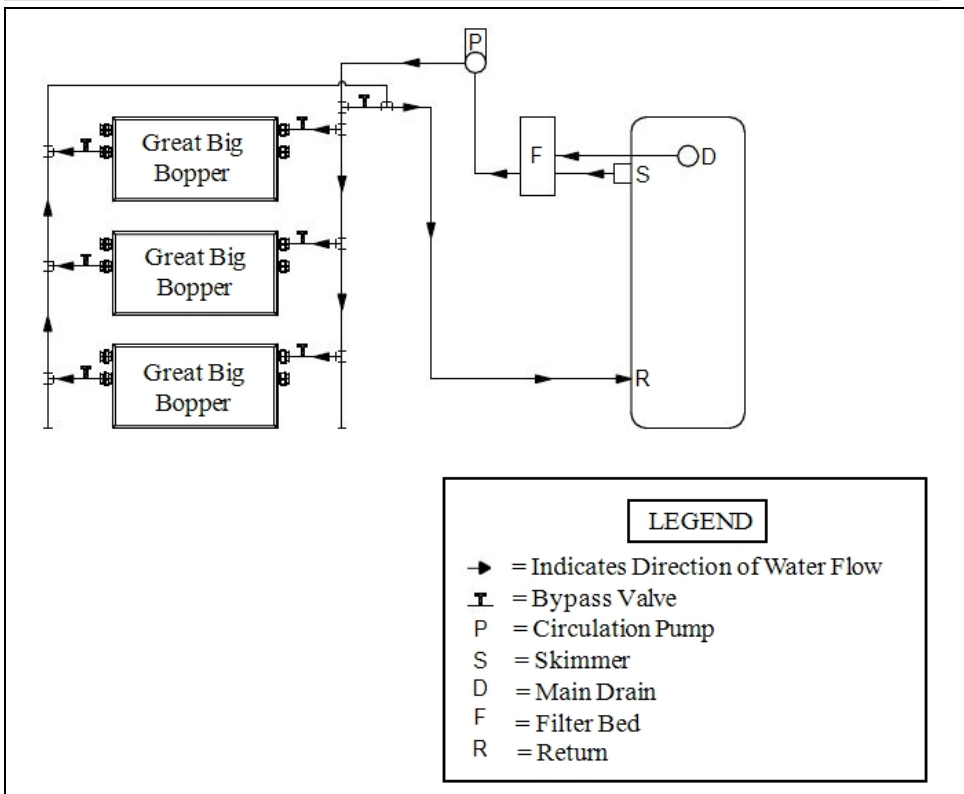 P
Great Big
Bopper
F
D
S
Great Big
Bopper
Great Big
Bopper
R
LEGEND
= Indicates Direction of Water Flow
= Bypass Valve
P = Circulation Pump
S = Skimmer
D = Main Drain
F = Filter Bed
R = Return